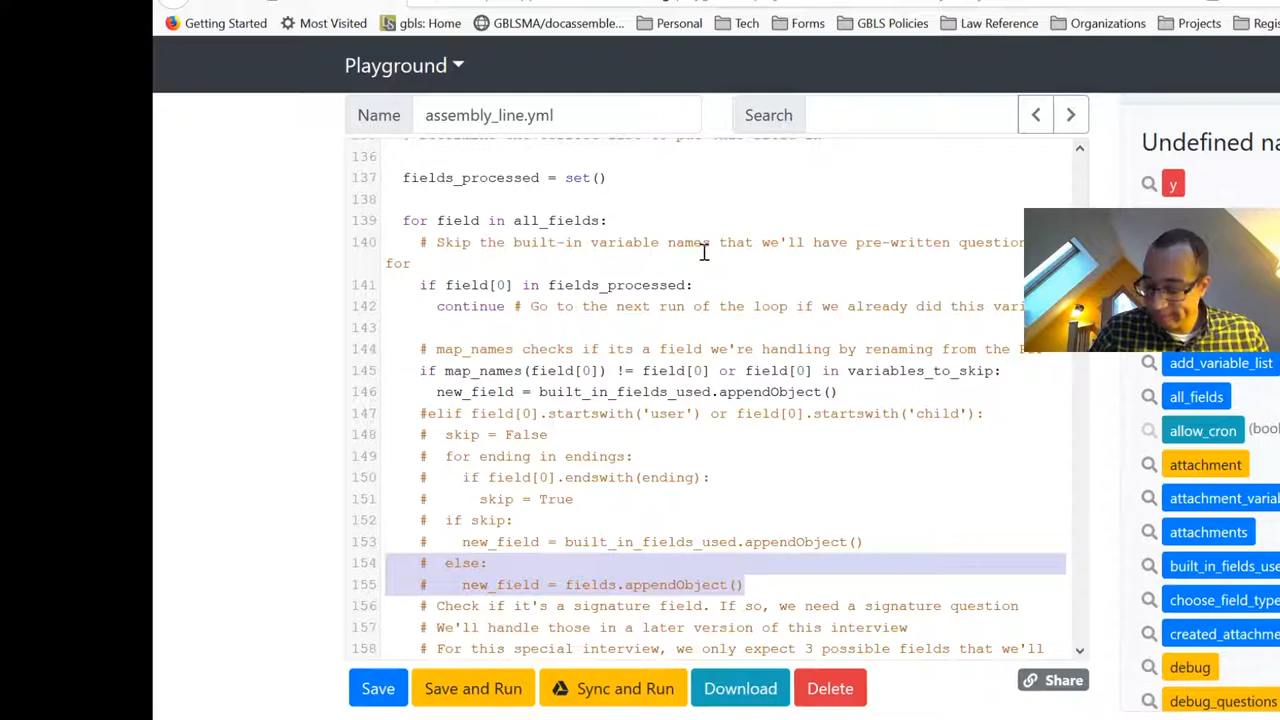 Getting Started Most Visited gbls: Home GBLSMA/docassemble... Personal Tech Forms GBLS Policies Law Reference Organizations Projects Regis
Playground
Name assembly_line.yml Search
Undefined na
136
137 fields_processed = set()
y
138
139 for field in all_fields:
140 # Skip the built-in variable names that we'll have pre-written question
for
141 if field[0] in fields_processed:
142 continue # Go to the next run of the loop if we already did this vari
143
144 # map_names checks if its a field we're handling by renaming from the
add_variable_list
145 if map_names(field[0]) != field[0] or field[0] in variables_to_skip:
146 new_field = built_in_fields_used.appendObject()
all_fields
147 #elif field[0].startswith('user') or field[0].startswith('child'):
148 # skip = False
allow_cron (bool
149 # for ending in endings:
attachment
150 # if field[0].endswith(ending):
151 # skip = True
attachment_varia
152 # if skip:
attachments
153 # new_field = built_in_fields_used.appendObject()
154 # else:
built_in_fields_use
155 # new_field = fields.appendObject()
156 # Check if it's a signature field. If so, we need a signature question
choose_field_type
157 # We'll handle those in a later version of this interview
created_attachme
158 # For this special interview, we only expect 3 possible fields that we'll
debug
Save Save and Run Sync and Run Download Delete Share
debug_questions